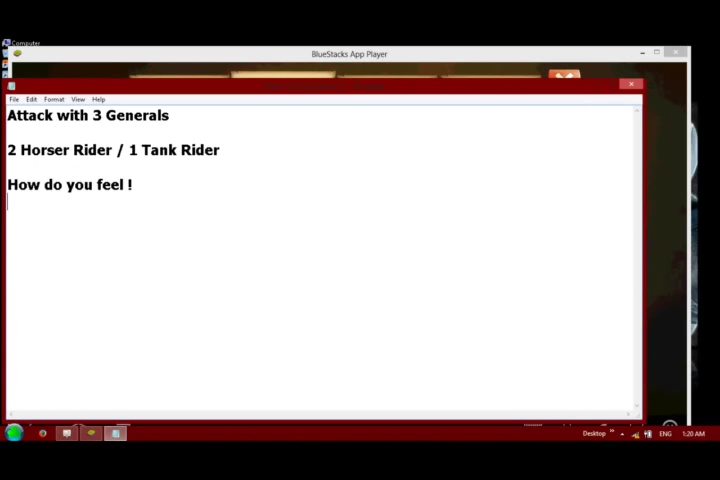 Computer
BlueStacks App Player
File Edit Format View Help
Attack with 3 Generals
2 Horser Rider / 1 Tank Rider
How do you feel !
Desktop ENG 1:20 AM